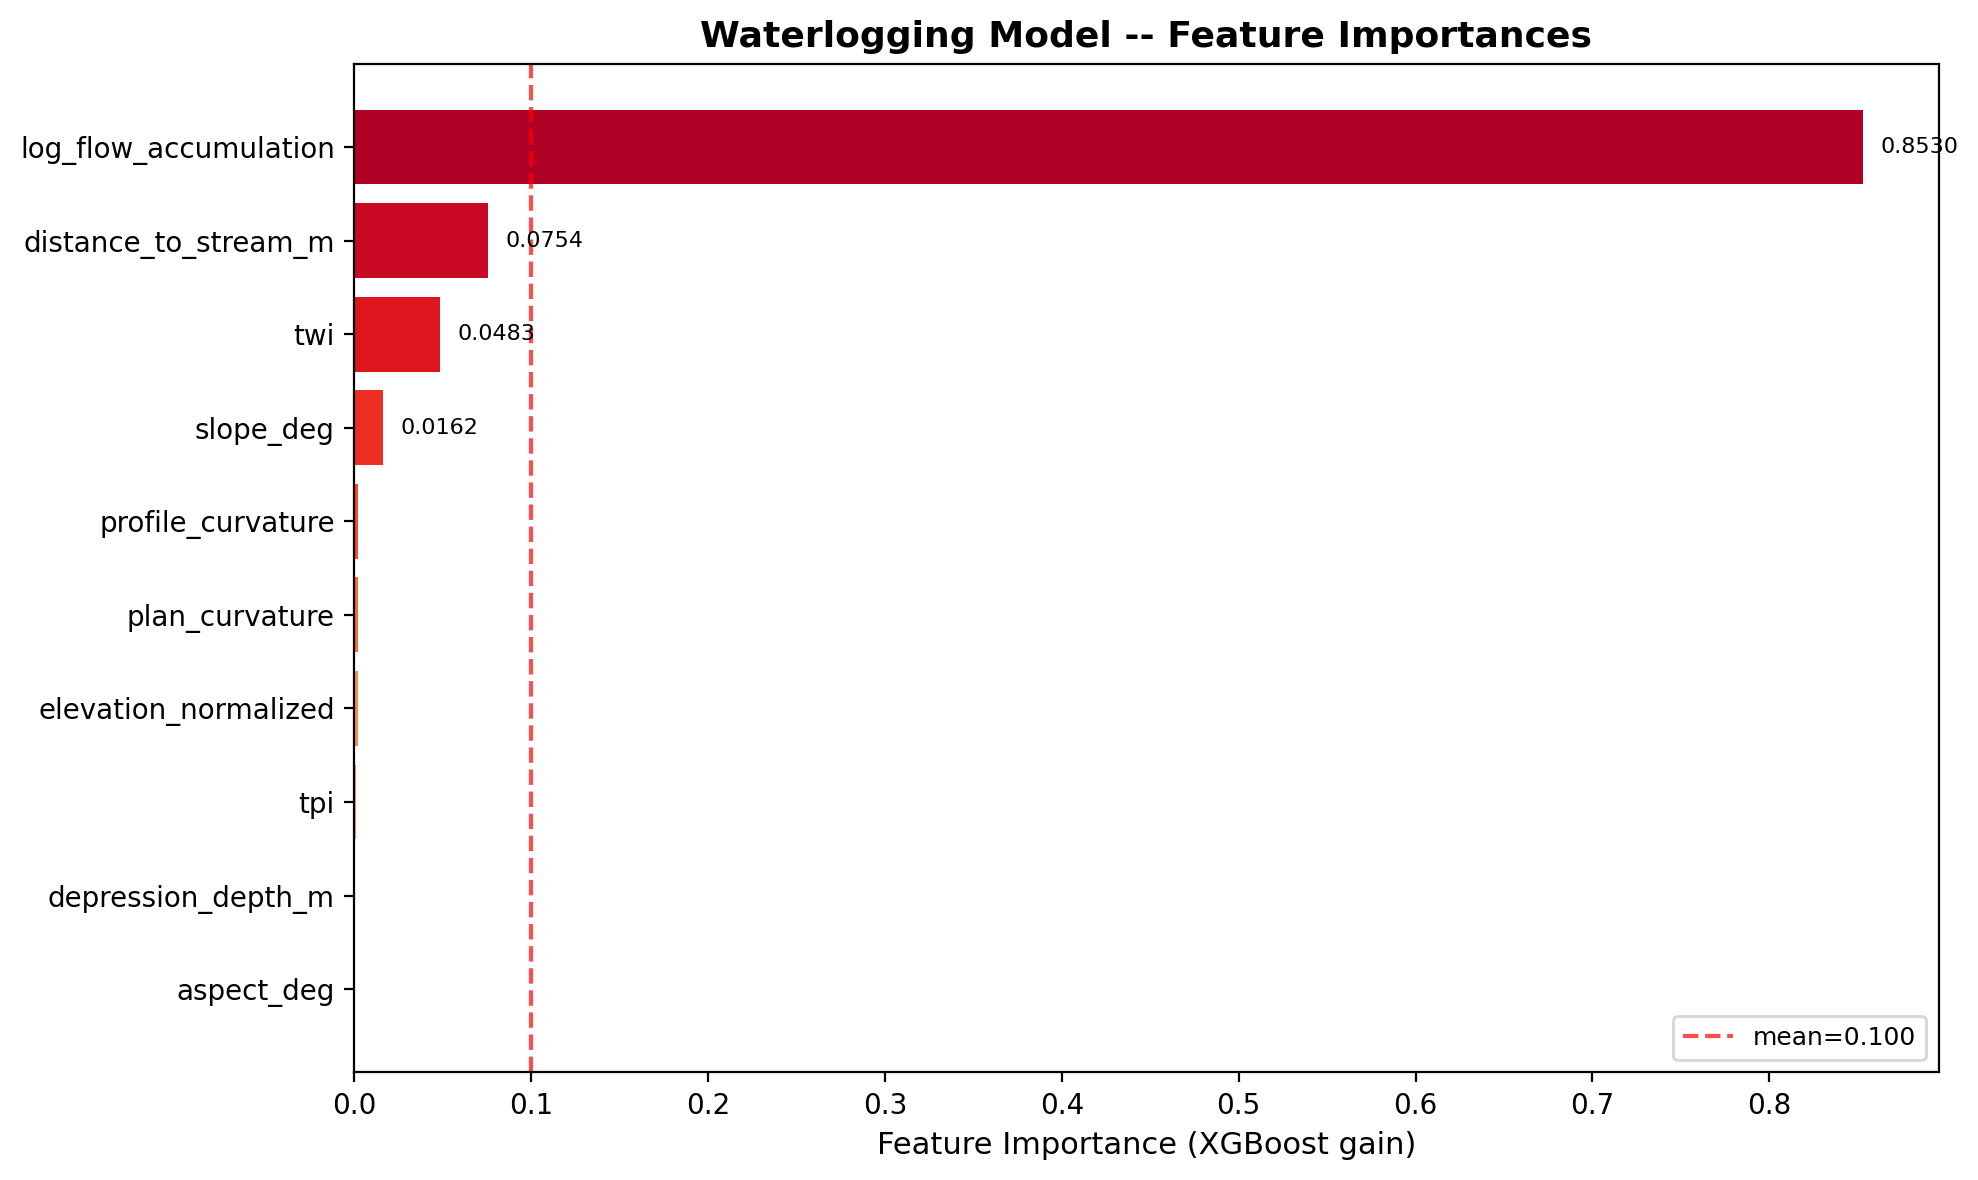 Waterlogging Model -- Feature Importances
log_flow_accumulation
0.8530
distance_to_stream_m
0.0754
twi
0.0483
slope_deg
0.0162
profile_curvature
plan_curvature
elevation_normalized
tpi
depression_depth_m
aspect_deg
mean=0.100
0.0 0.1 0.2 0.3 0.4 0.5 0.6 0.7 0.8
Feature Importance (XGBoost gain)